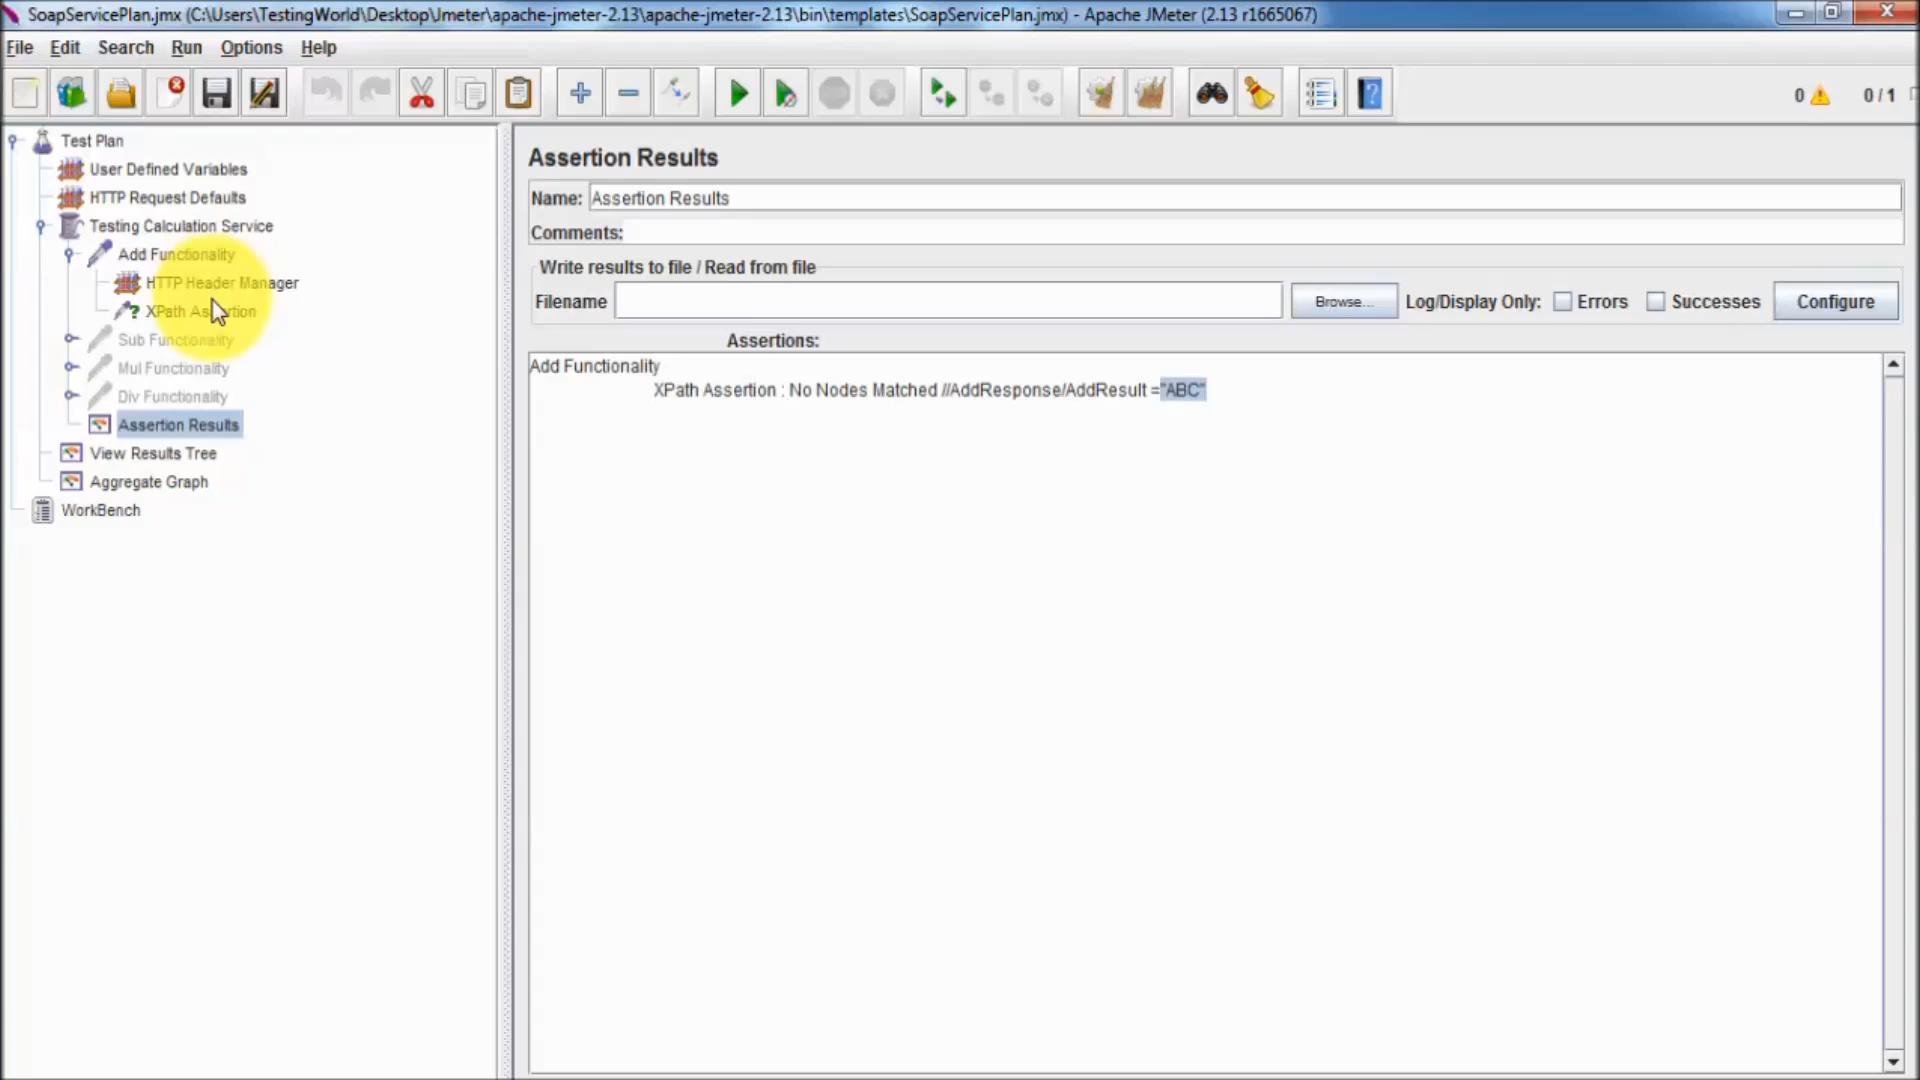 SoapServicePlan.jmx (C:\Users\TestingWorld\Desktop\Jmeter\apache-jmeter-2.13\apache-jmeter-2.13\bin\templates\SoapServicePlan.jmx) - Apache JMeter (2.13 r1665067)
File Edit Search Run Options Help
0 0 / 1
Test Plan
User Defined Variables
HTTP Request Defaults
Testing Calculation Service
Add Functionality
HTTP Header Manager
XPath Assertion
Sub Functionality
Mul Functionality
Div Functionality
Assertion Results
View Results Tree
Aggregate Graph
WorkBench
Assertion Results
Name: Assertion Results
Comments:
Write results to file / Read from file
Filename Browse... Log/Display Only: Errors Successes Configure
Assertions:
Add Functionality
XPath Assertion : No Nodes Matched //AddResponse/AddResult ="ABC"